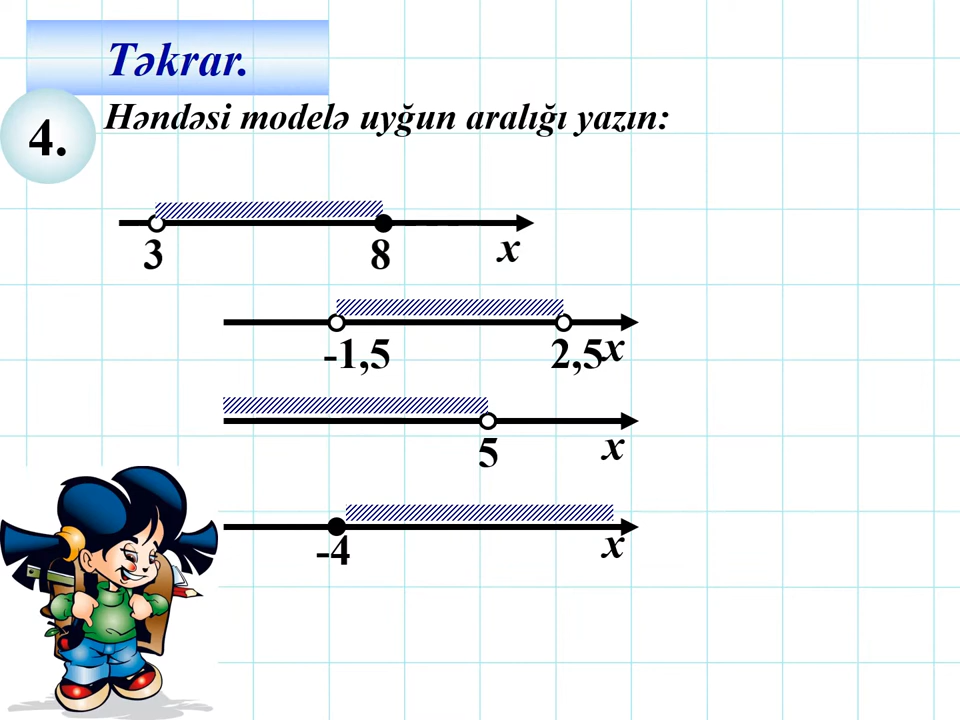 Təkrar.
4.
Həndəsi modelə uyğun aralığı yazın:
3 8 x
-1,5 2,5 x
5 x
-4 x